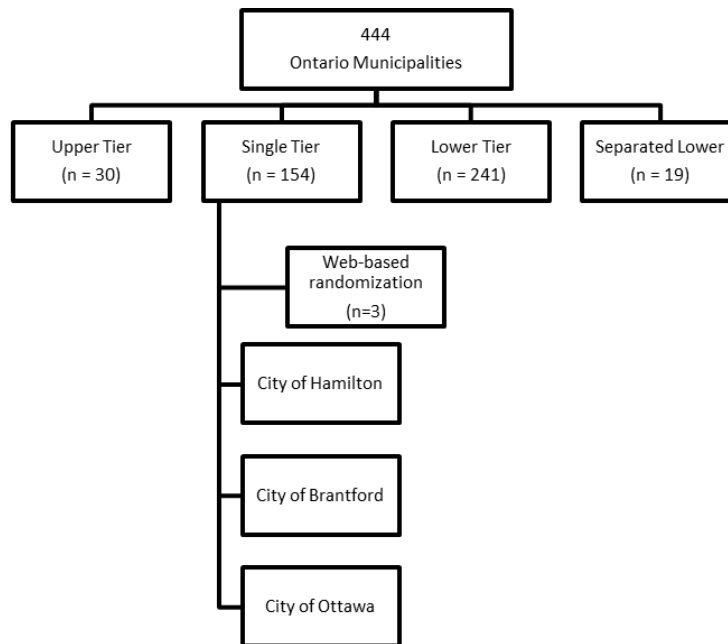 444
Ontario Municipalities
Upper Tier
(n = 30)
Single Tier
(n = 154)
Lower Tier
(n = 241)
Separated Lower
(n = 19)
Web-based
randomization
(n=3)
City of Hamilton
City of Brantford
City of Ottawa